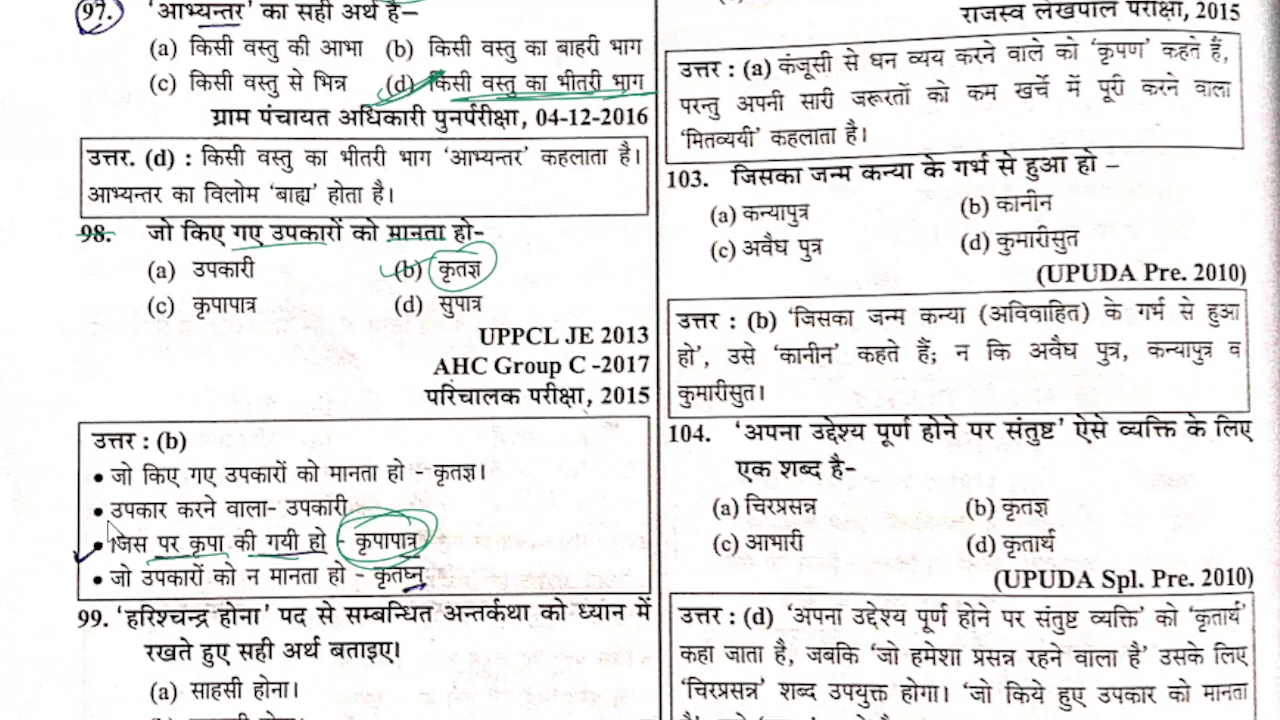 97. 'आभ्यन्तर' का सही अर्थ है–
(a) किसी वस्तु की आभा (b) किसी वस्तु का बाहरी भाग
(c) किसी वस्तु से भिन्न (d) किसी वस्तु का भीतरी भाग
ग्राम पंचायत अधिकारी पुनर्परीक्षा, 04-12-2016
उत्तर. (d) : किसी वस्तु का भीतरी भाग 'आभ्यन्तर' कहलाता है।
आभ्यन्तर का विलोम 'बाह्य' होता है।
98. जो किए गए उपकारों को मानता हो-
(a) उपकारी (b) कृतज्ञ
(c) कृपापात्र (d) सुपात्र
UPPCL JE 2013
AHC Group C -2017
परिचालक परीक्षा, 2015
उत्तर : (b)
• जो किए गए उपकारों को मानता हो - कृतज्ञ।
• उपकार करने वाला- उपकारी
• जिस पर कृपा की गयी हो - कृपापात्र
• जो उपकारों को न मानता हो - कृतघ्न
99. 'हरिश्चन्द्र होना' पद से सम्बन्धित अन्तर्कथा को ध्यान में
रखते हुए सही अर्थ बताइए।
(a) साहसी होना।
राजस्व लेखपाल परीक्षा, 2015
उत्तर : (a) कंजूसी से धन व्यय करने वाले को 'कृपण' कहते हैं,
परन्तु अपनी सारी जरूरतों को कम खर्चे में पूरी करने वाला
'मितव्ययी' कहलाता है।
103. जिसका जन्म कन्या के गर्भ से हुआ हो –
(a) कन्यापुत्र (b) कानीन
(c) अवैघ पुत्र (d) कुमारीसुत
(UPUDA Pre. 2010)
उत्तर : (b) 'जिसका जन्म कन्या (अविवाहित) के गर्भ से हुआ
हो', उसे 'कानीन' कहते हैं; न कि अवैघ पुत्र, कन्यापुत्र व
कुमारीसुत।
104. 'अपना उद्देश्य पूर्ण होने पर संतुष्ट' ऐसे व्यक्ति के लिए
एक शब्द है-
(a) चिरप्रसन्न (b) कृतज्ञ
(c) आभारी (d) कृतार्थ
(UPUDA Spl. Pre. 2010)
उत्तर : (d) 'अपना उद्देश्य पूर्ण होने पर संतुष्ट व्यक्ति' को 'कृतार्थ'
कहा जाता है, जबकि 'जो हमेशा प्रसन्न रहने वाला है' उसके लिए
'चिरप्रसन्न' शब्द उपयुक्त होगा। 'जो किये हुए उपकार को मानता